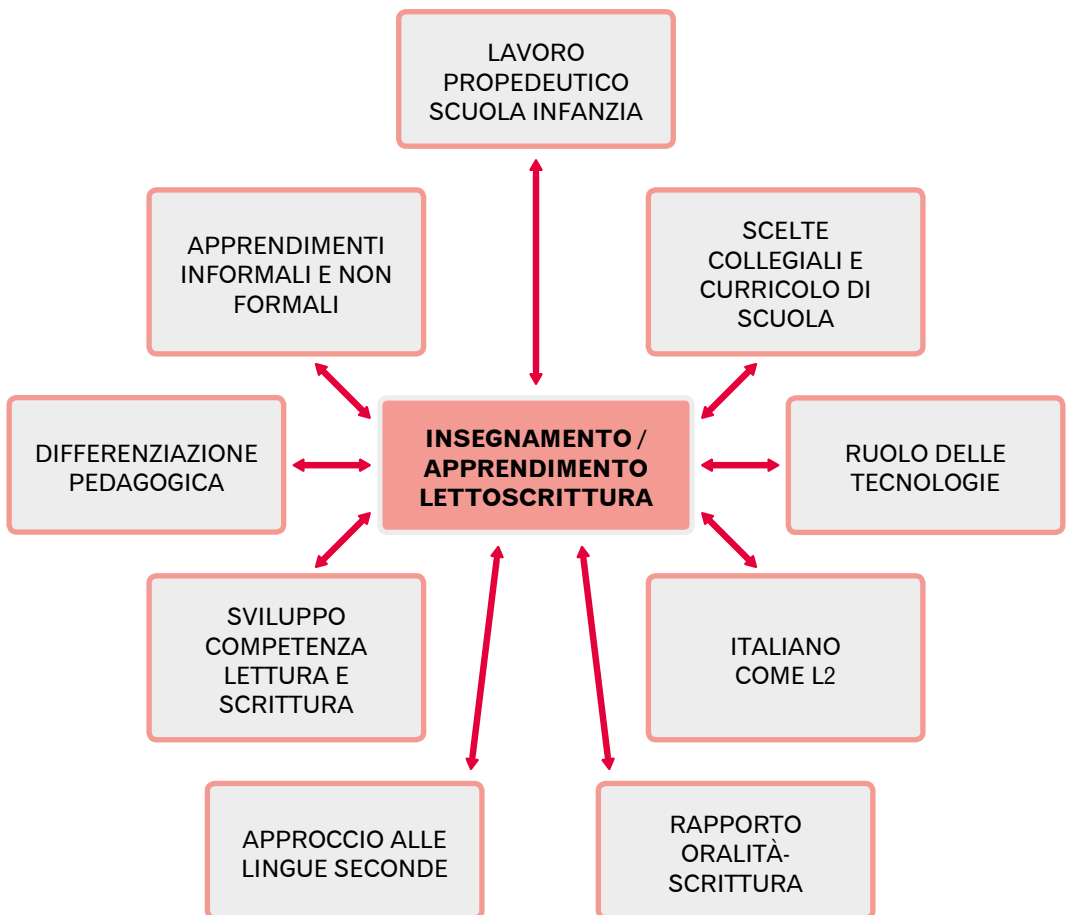 LAVORO
PROPEDEUTICO
SCUOLA INFANZIA
APPRENDIMENTI
INFORMALI E NON
FORMALI
SCELTE
COLLEGIALI E
CURRICOLO DI
SCUOLA
DIFFERENZIAZIONE
PEDAGOGICA
INSEGNAMENTO /
APPRENDIMENTO
LETTOSCRITTURA
RUOLO DELLE
TECNOLOGIE
SVILUPPO
COMPETENZA
LETTURA E
SCRITTURA
ITALIANO
COME L2
APPROCCIO ALLE
LINGUE SECONDE
RAPPORTO
ORALITÀ-
SCRITTURA